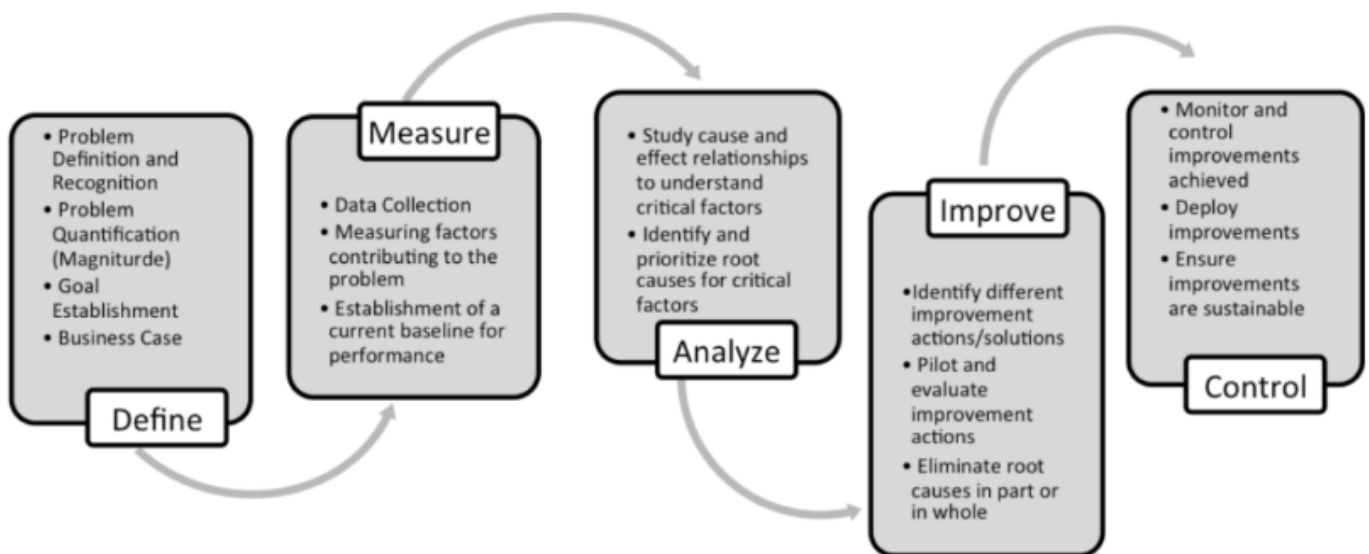 • Problem
Definition and
Recognition
• Problem
Quantification
(Magniturde)
• Goal
Establishment
• Business Case
Define
Measure
• Data Collection
• Measuring factors
contributing to the
problem
• Establishment of a
current baseline for
performance
• Study cause and
effect relationships
to understand
critical factors
• Identify and
prioritize root
causes for critical
factors
Analyze
Improve
•Identify different
improvement
actions/solutions
• Pilot and
evaluate
improvement
actions
• Eliminate root
causes in part or
in whole
• Monitor and
control
improvements
achieved
• Deploy
improvements
• Ensure
improvements
are sustainable
Control